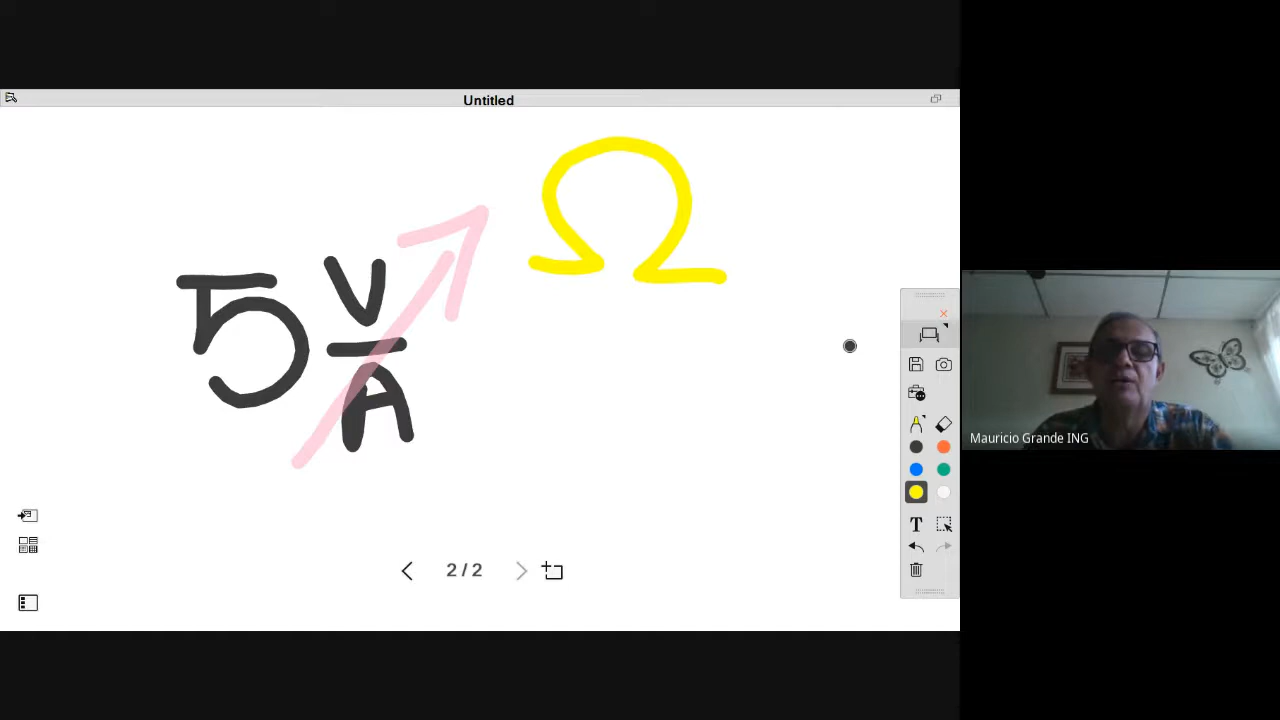 Untitled
Ω
5 V/A
Mauricio Grande ING
T
2 / 2